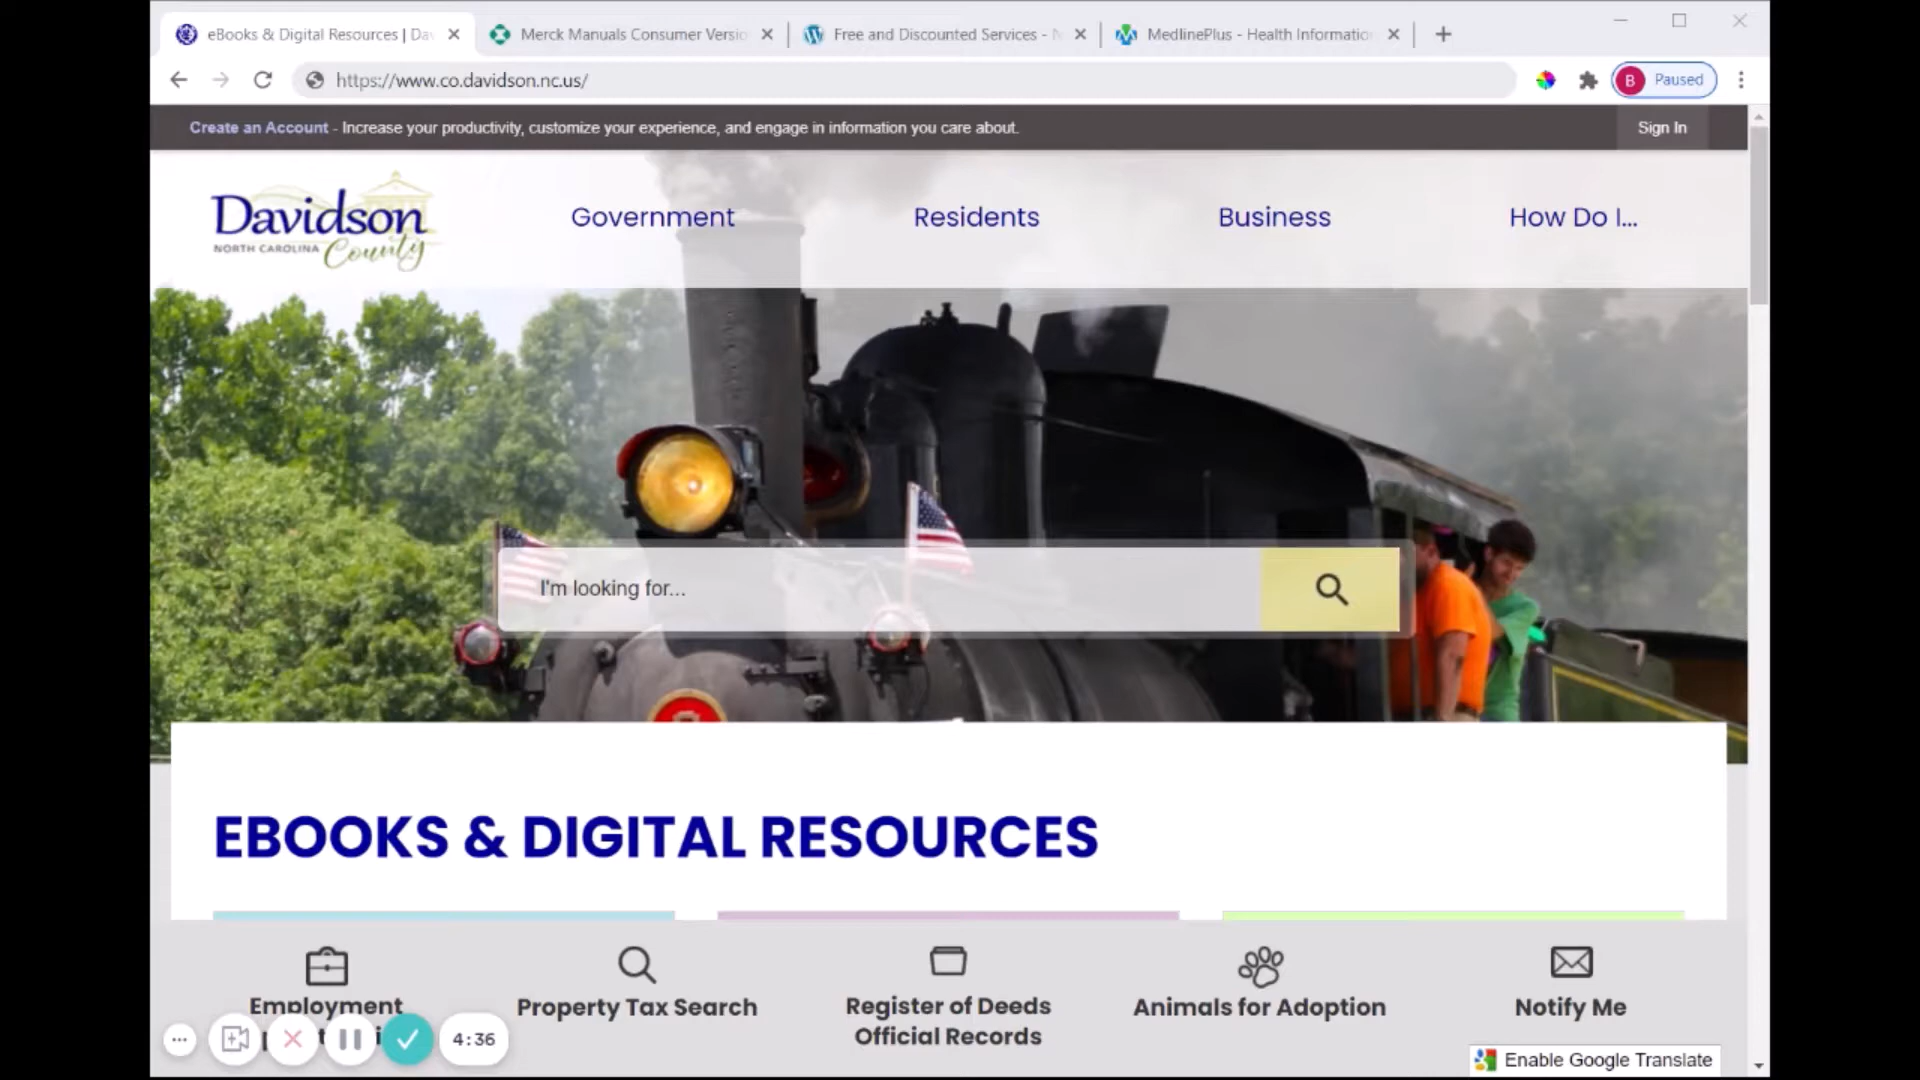 eBooks & Digital Resources | Da
Merck Manuals Consumer Versio
Free and Discounted Services -
MedlinePlus - Health Information
https://www.co.davidson.nc.us/
B Paused
Create an Account - Increase your productivity, customize your experience, and engage in information you care about.
Sign In
Davidson
NORTH CAROLINA County
Government
Residents
Business
How Do I...
I'm looking for...
EBOOKS & DIGITAL RESOURCES
Employment
Property Tax Search
Register of Deeds
Official Records
Animals for Adoption
Notify Me
4:36
Enable Google Translate